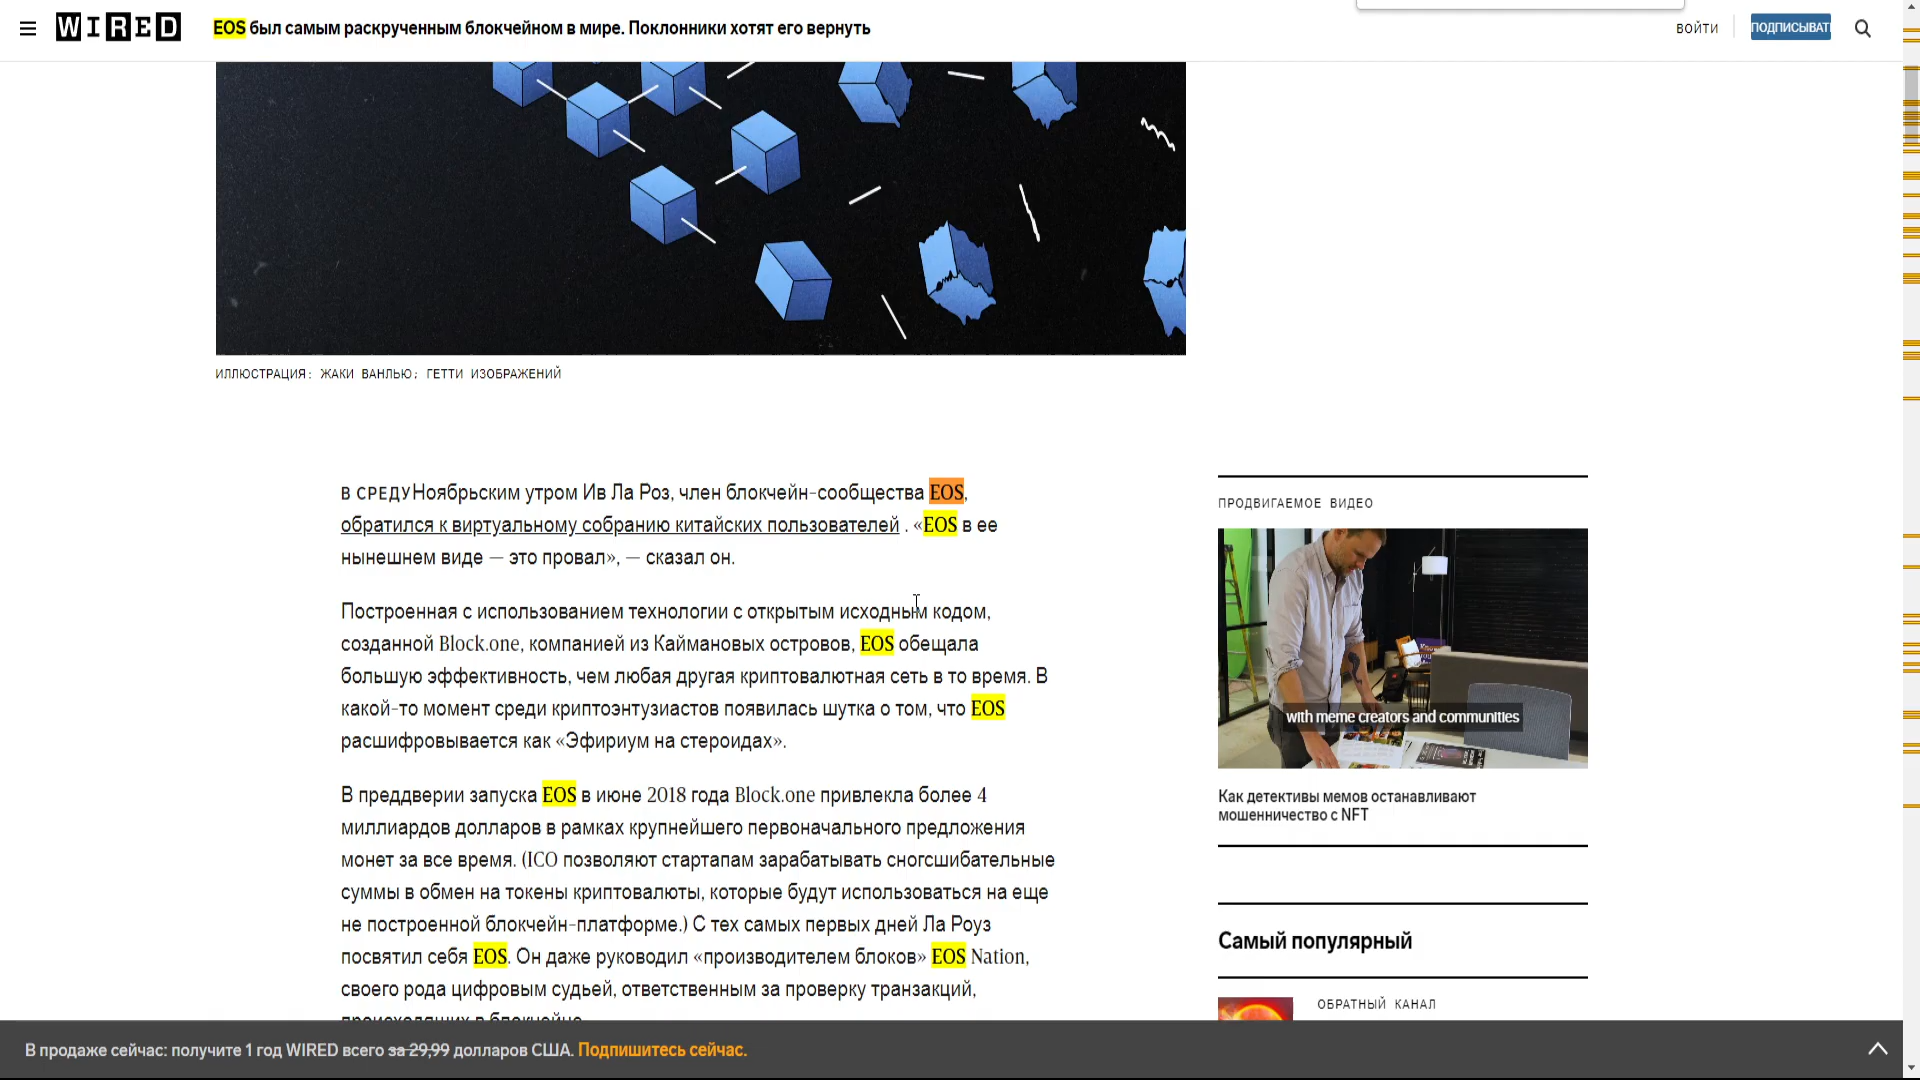 WIRED
EOS был самым раскрученным блокчейном в мире. Поклонники хотят его вернуть
ВОЙТИ
ПОДПИСЫВАТ
ИЛЛЮСТРАЦИЯ: ЖАКИ ВАНЛЬЮ; ГЕТТИ ИЗОБРАЖЕНИЙ
В СРЕДУНоябрьским утром Ив Ла Роз, член блокчейн-сообщества EOS,
обратился к виртуальному собранию китайских пользователей . «EOS в ее
нынешнем виде — это провал», — сказал он.
Построенная с использованием технологии с открытым исходным кодом,
созданной Block.one, компанией из Каймановых островов, EOS обещала
большую эффективность, чем любая другая криптовалютная сеть в то время. В
какой-то момент среди криптоэнтузиастов появилась шутка о том, что EOS
расшифровывается как «Эфириум на стероидах».
В преддверии запуска EOS в июне 2018 года Block.one привлекла более 4
миллиардов долларов в рамках крупнейшего первоначального предложения
монет за все время. (ICO позволяют стартапам зарабатывать сногсшибательные
суммы в обмен на токены криптовалюты, которые будут использоваться на еще
не построенной блокчейн-платформе.) С тех самых первых дней Ла Роуз
посвятил себя EOS. Он даже руководил «производителем блоков» EOS Nation,
своего рода цифровым судьей, ответственным за проверку транзакций,
происходящих в блокчейне.
ПРОДВИГАЕМОЕ ВИДЕО
with meme creators and communities
Как детективы мемов останавливают
мошенничество с NFT
Самый популярный
ОБРАТНЫЙ КАНАЛ
В продаже сейчас: получите 1 год WIRED всего за 29,99 долларов США. Подпишитесь сейчас.